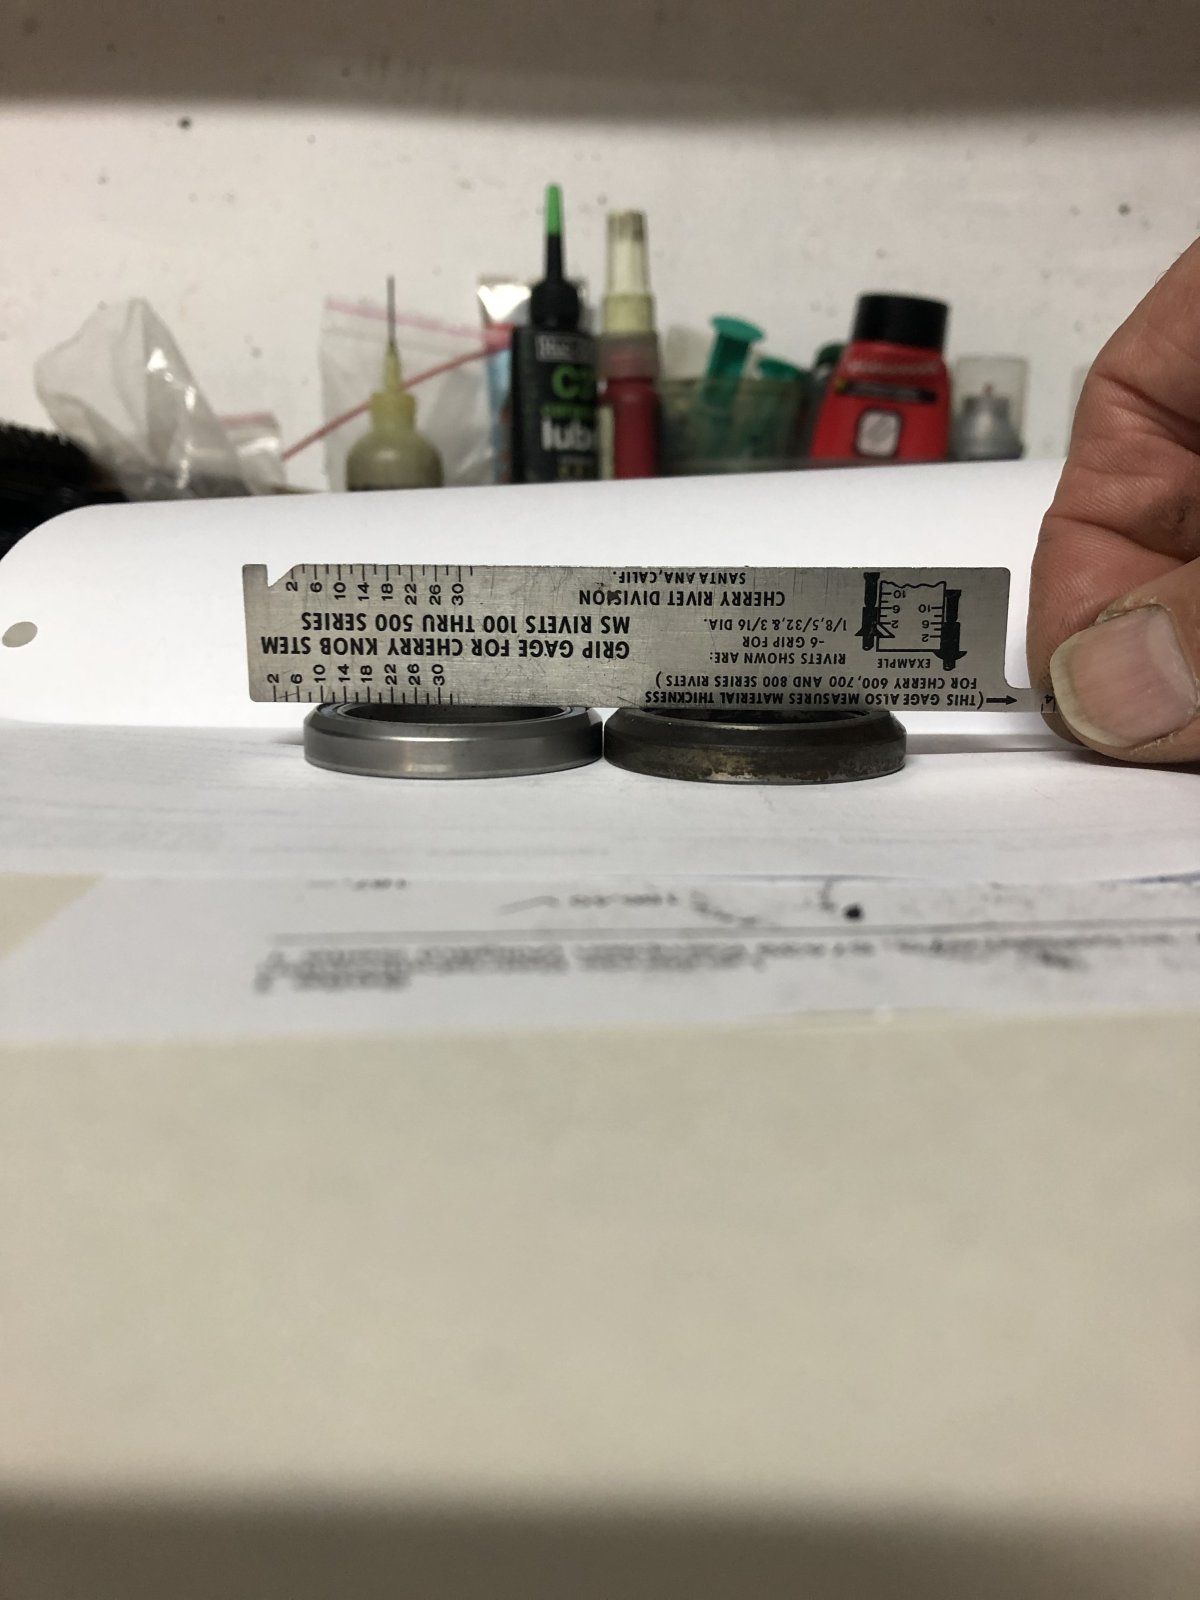 (THIS GAGE ALSO MEASURES MATERIAL THICKNESS
FOR CHERRY 600, 700 AND 800 SERIES RIVETS)
EXAMPLE
2 6 10
2 6 10
RIVETS SHOWN ARE:
-6 GRIP FOR
1/8, 5/32, & 3/16 DIA.
CHERRY RIVET DIVISION
SANTA ANA, CALIF.
30 26 22 18 14 10 6 2
GRIP GAGE FOR CHERRY KNOB STEM
MS RIVETS 100 THRU 500 SERIES
30 26 22 18 14 10 6 2
lube